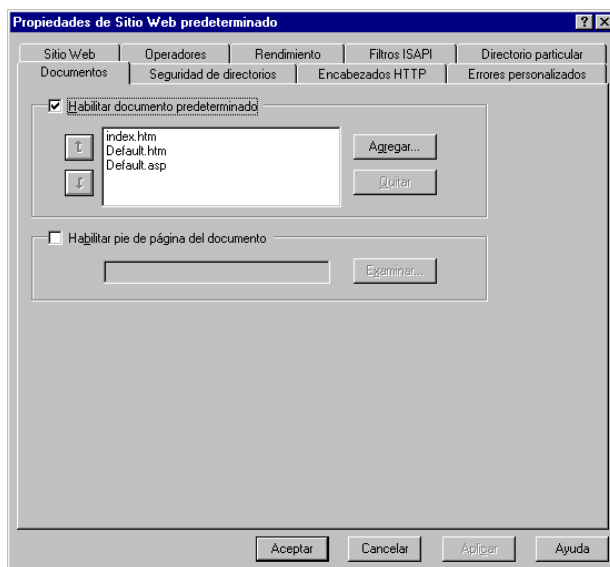 Propiedades de Sitio Web predeterminado
Sitio Web Operadores Rendimiento Filtros ISAPI Directorio particular
Documentos Seguridad de directorios Encabezados HTTP Errores personalizados
Habilitar documento predeterminado
index.htm
Default.htm
Default.asp
Agregar...
Quitar
Habilitar pie de página del documento
Examinar...
Aceptar Cancelar Aplicar Ayuda